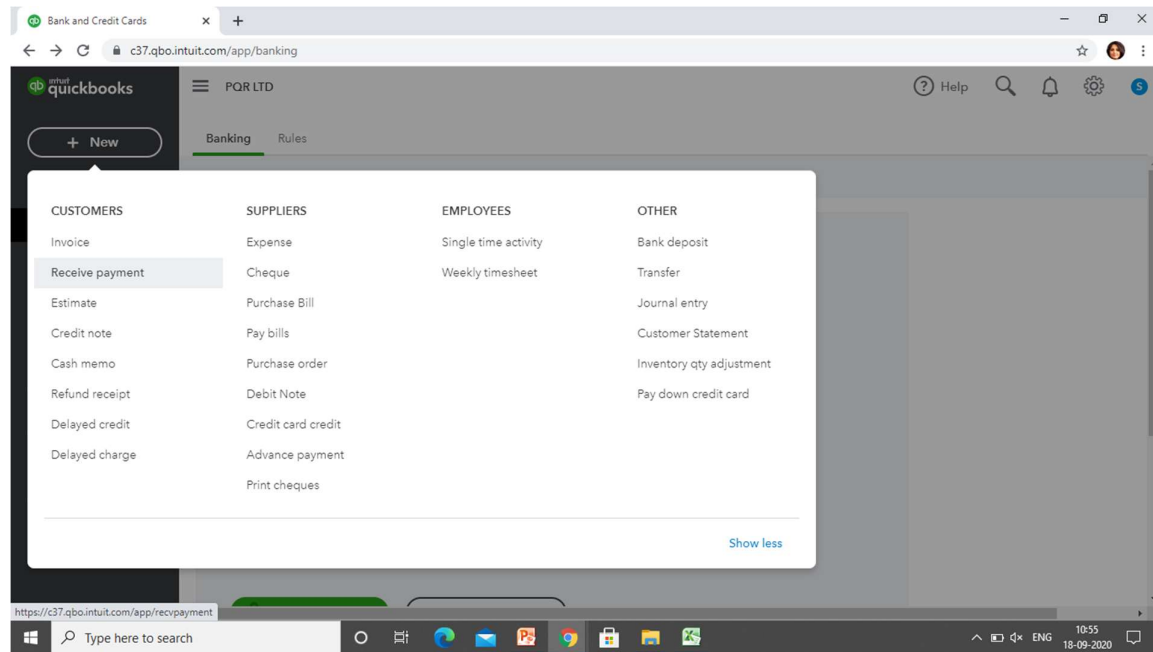 Bank and Credit Cards
c37.qbo.intuit.com/app/banking
intuit quickbooks
PQR LTD
Help
S
+ New
Banking Rules
CUSTOMERS
Invoice
Receive payment
Estimate
Credit note
Cash memo
Refund receipt
Delayed credit
Delayed charge
SUPPLIERS
Expense
Cheque
Purchase Bill
Pay bills
Purchase order
Debit Note
Credit card credit
Advance payment
Print cheques
EMPLOYEES
Single time activity
Weekly timesheet
OTHER
Bank deposit
Transfer
Journal entry
Customer Statement
Inventory qty adjustment
Pay down credit card
Show less
https://c37.qbo.intuit.com/app/recvpayment
Type here to search
ENG
10:55
18-09-2020